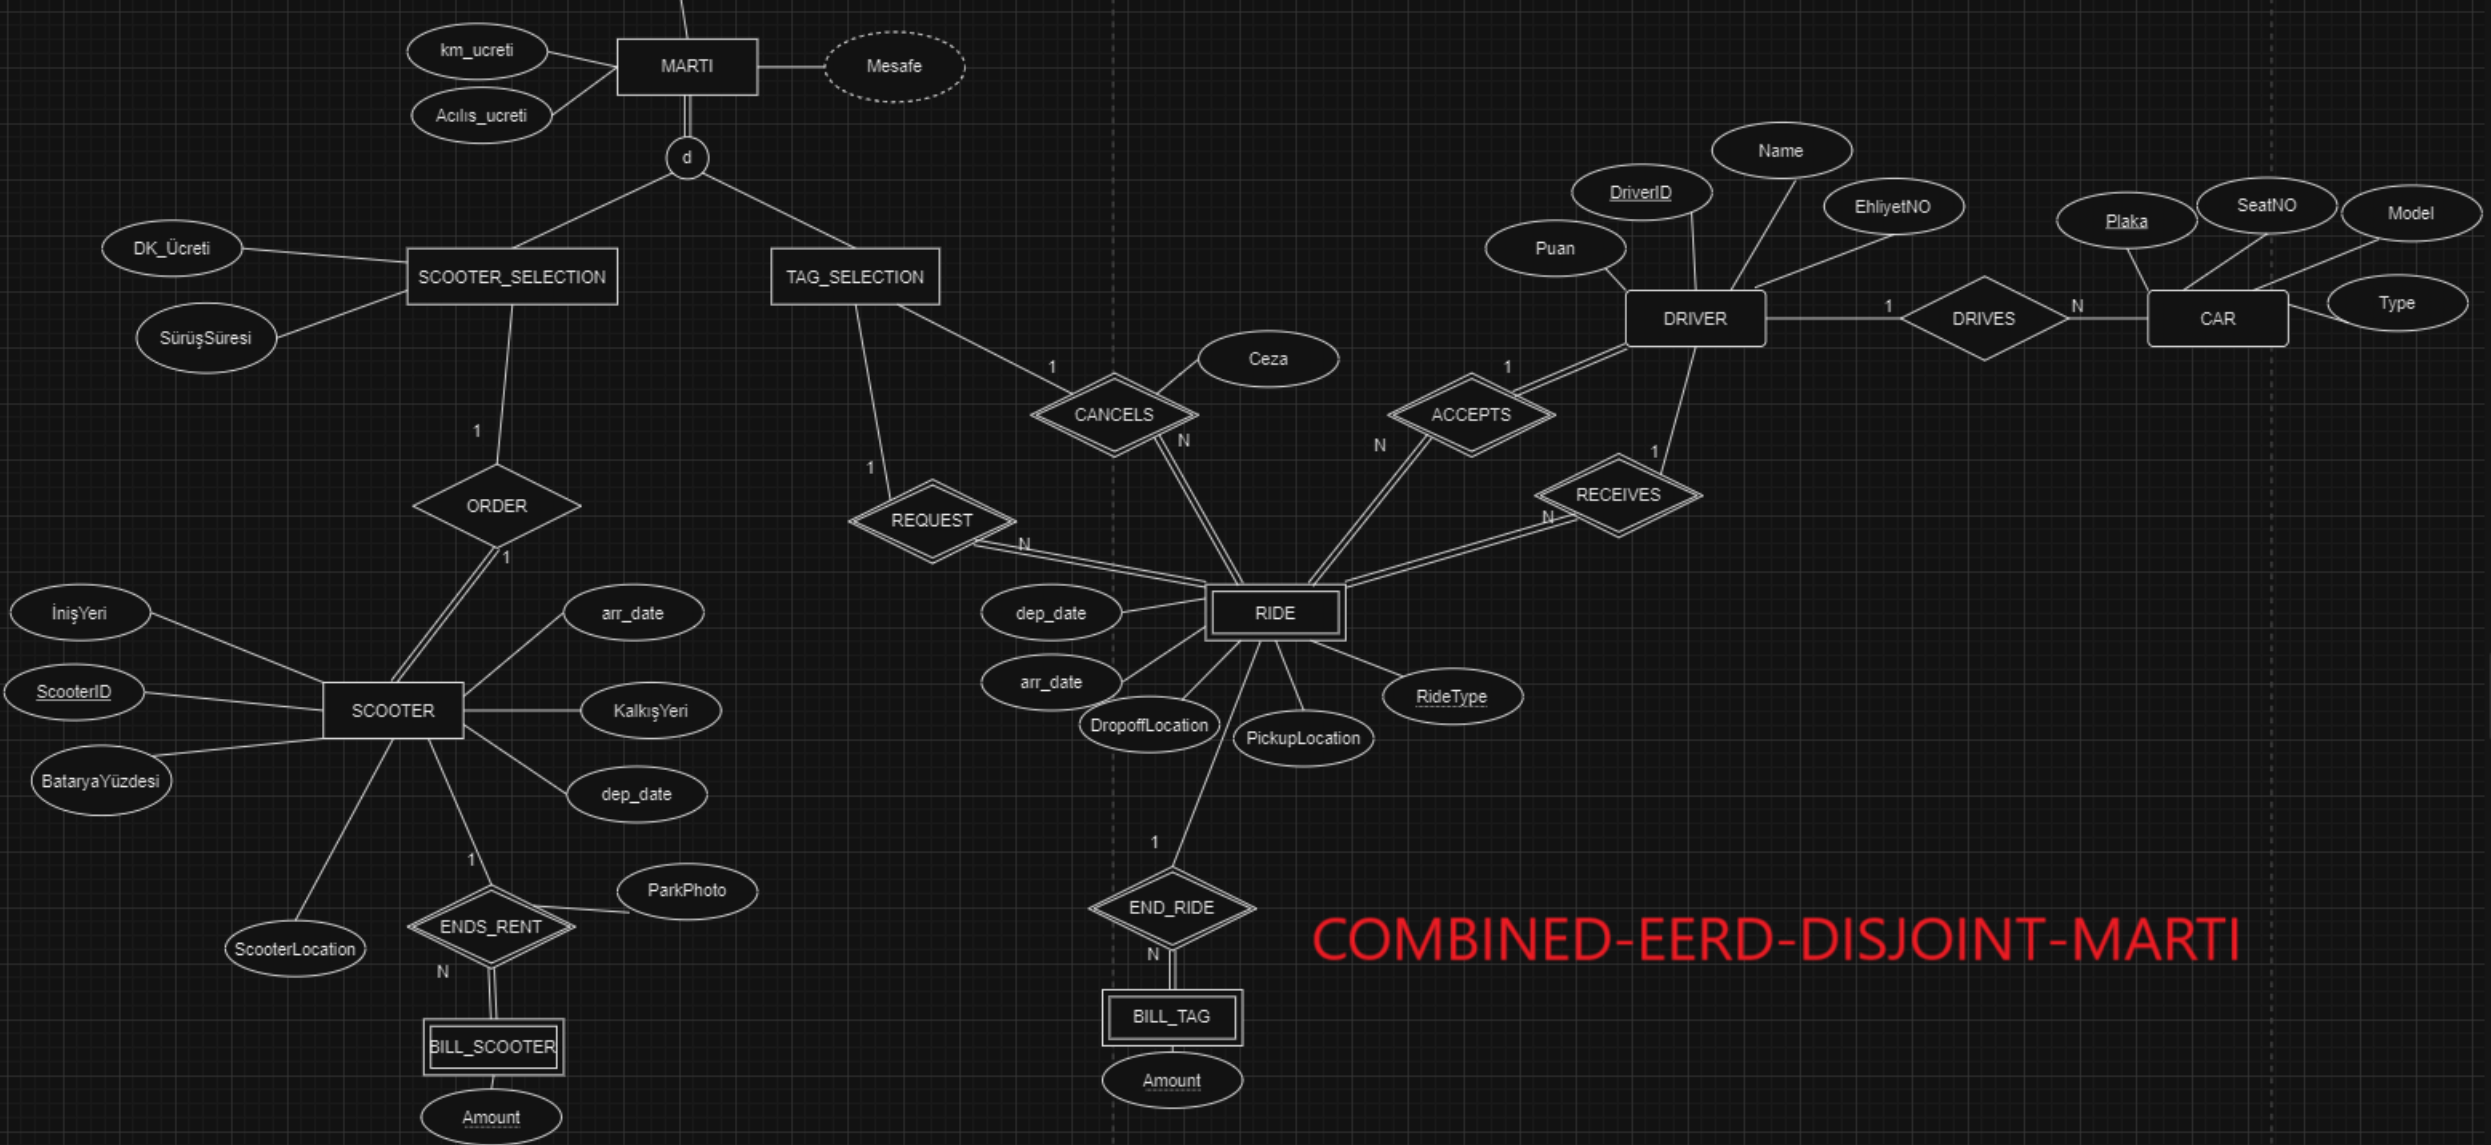 km_ucreti
MARTI
Mesafe
Acılıs_ucreti
d
Name
DriverID
EhliyetNO
Puan
Plaka
SeatNO
Model
Type
DK_Ücreti
SCOOTER_SELECTION
TAG_SELECTION
SürüşSüresi
DRIVER
1
DRIVES
N
CAR
1
Ceza
1
CANCELS
N
ACCEPTS
N
1
1
RECEIVES
N
1
ORDER
1
REQUEST
N
İnişYeri
arr_date
dep_date
RIDE
ScooterID
SCOOTER
KalkışYeri
arr_date
DropoffLocation
PickupLocation
RideType
BataryaYüzdesi
dep_date
1
1
ParkPhoto
ScooterLocation
ENDS_RENT
N
END_RIDE
N
COMBINED-EERD-DISJOINT-MARTI
BILL_SCOOTER
BILL_TAG
Amount
Amount